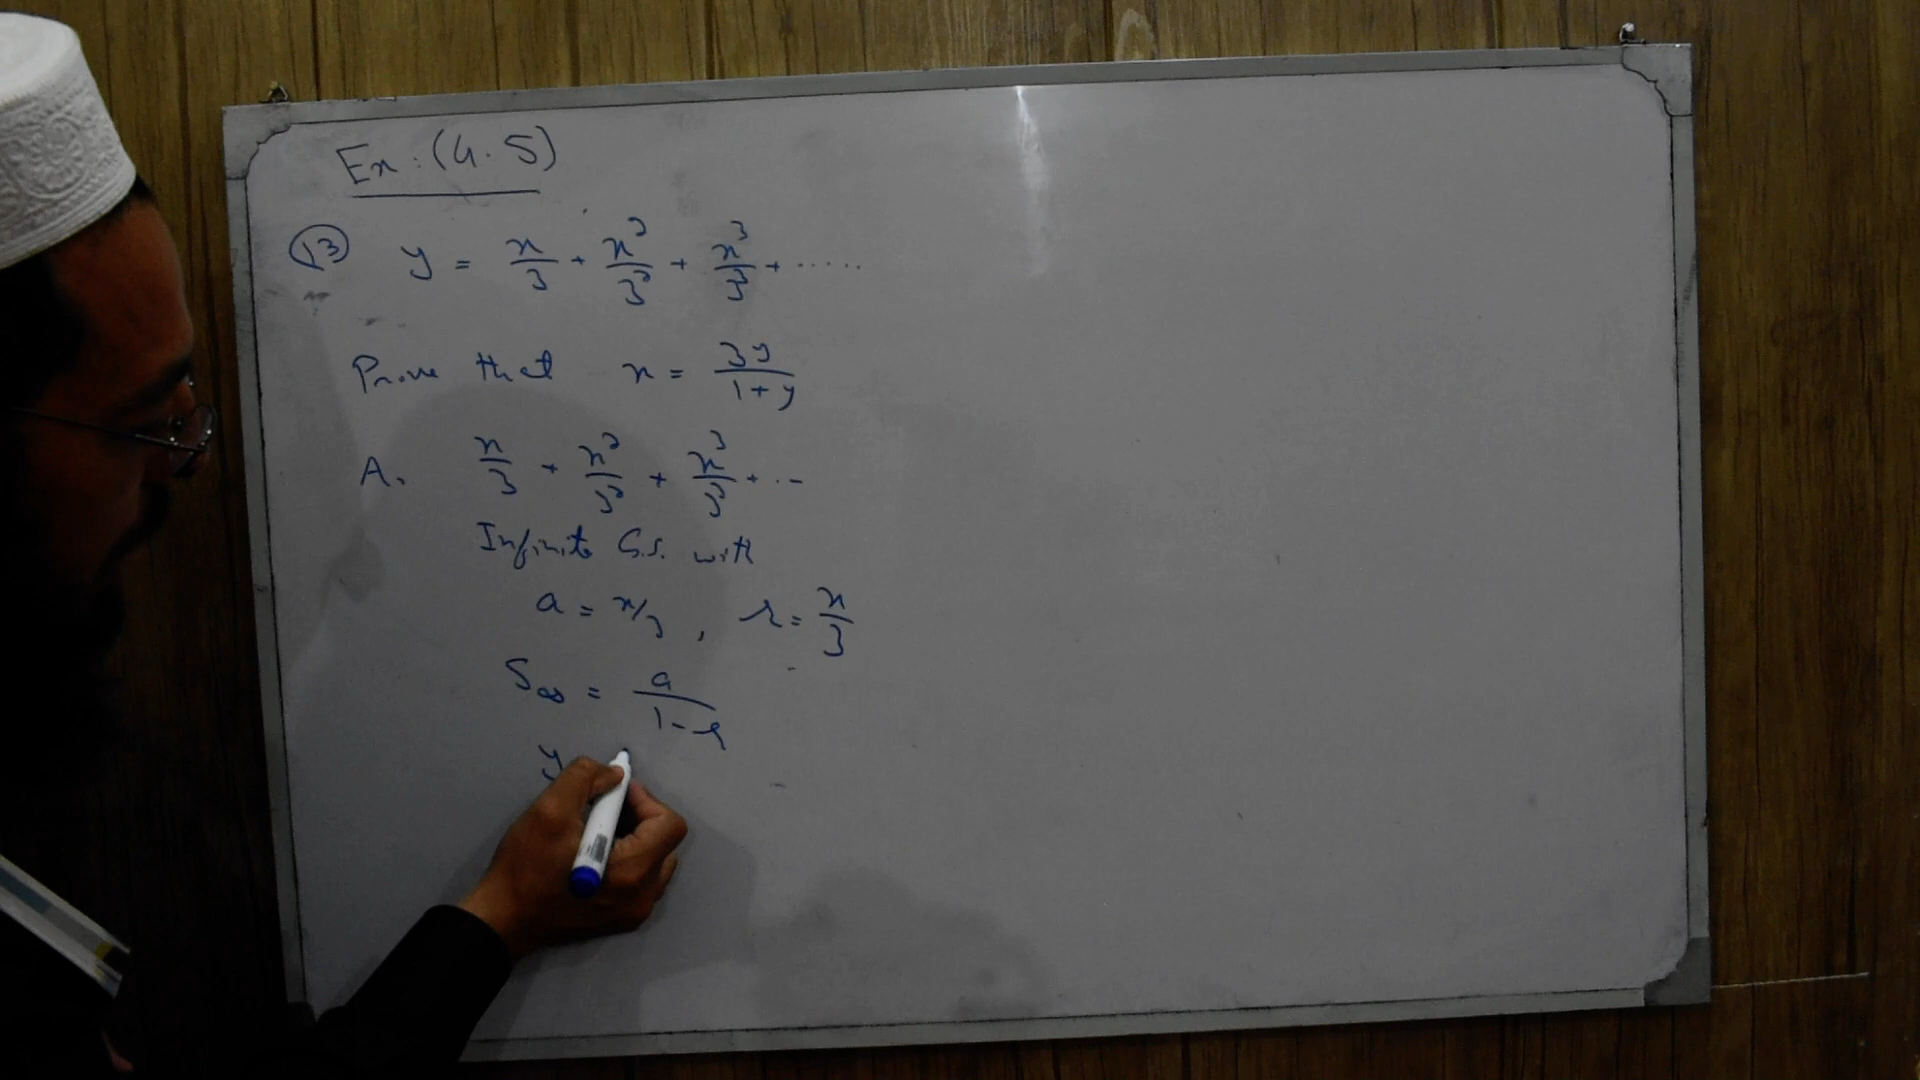 Ex: (4.5)
(13) y = x/3 + x²/3² + x³/3³ + ......
Prove that x = 3y/(1+y)
A. x/3 + x²/3² + x³/3³ + ...
Infinite G.S. with
a = x/3 , r = x/3
S∞ = a/(1-r)
y